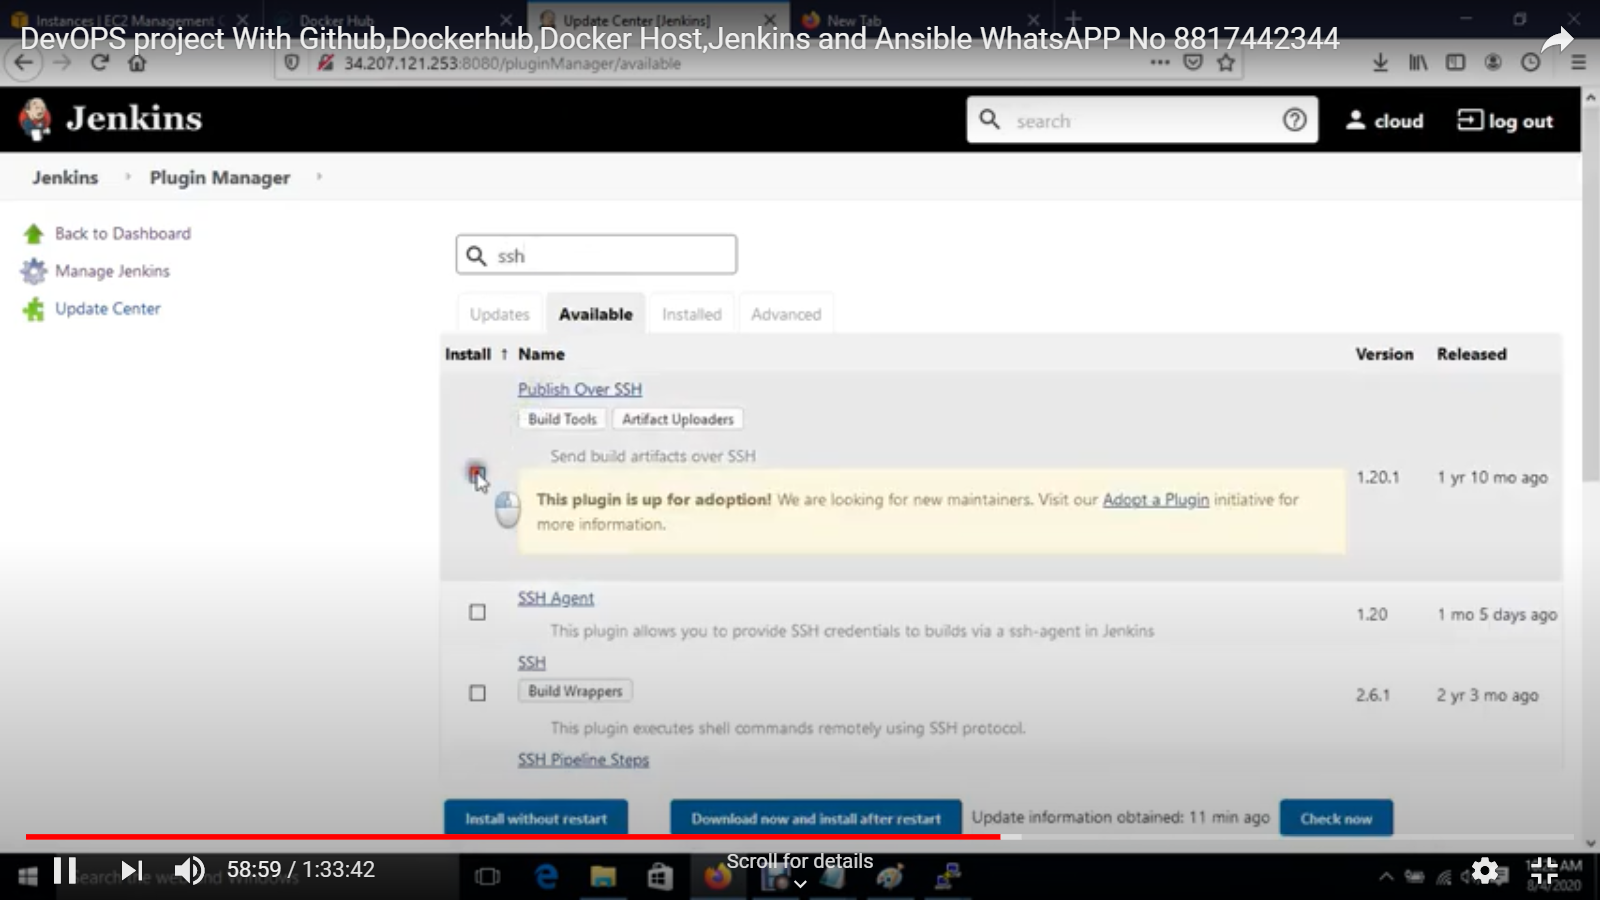 Instances | EC2 Management C
Docker Hub
Update Center [Jenkins]
New Tab
DevOPS project With Github,Dockerhub,Docker Host,Jenkins and Ansible WhatsAPP No 8817442344
34.207.121.253:8080/pluginManager/available
Jenkins
search
cloud
log out
Jenkins
Plugin Manager
Back to Dashboard
Manage Jenkins
Update Center
ssh
Updates
Available
Installed
Advanced
Install ↑ Name
Version
Released
Publish Over SSH
Build Tools
Artifact Uploaders
Send build artifacts over SSH
This plugin is up for adoption! We are looking for new maintainers. Visit our Adopt a Plugin initiative for
more information.
1.20.1
1 yr 10 mo ago
SSH Agent
This plugin allows you to provide SSH credentials to builds via a ssh-agent in Jenkins
1.20
1 mo 5 days ago
SSH
Build Wrappers
This plugin executes shell commands remotely using SSH protocol.
2.6.1
2 yr 3 mo ago
SSH Pipeline Steps
Install without restart
Download now and install after restart
Update information obtained: 11 min ago
Check now
58:59 / 1:33:42
Scroll for details
AM
8/4/2020